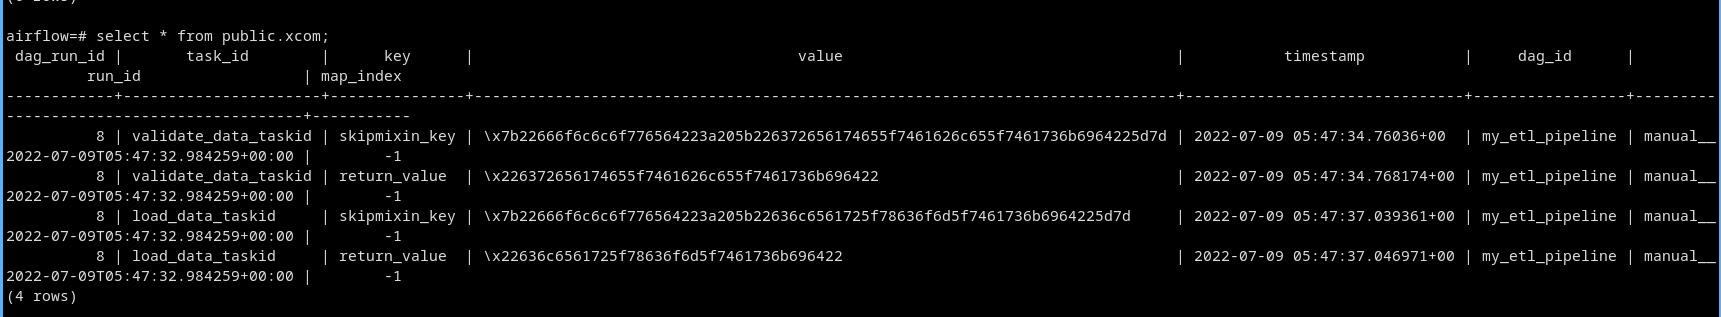 airflow=# select * from public.xcom;
 dag_run_id |       task_id        |      key      |                                    value                                     |           timestamp           |     dag_id      |
         run_id                  | map_index
------------+----------------------+---------------+------------------------------------------------------------------------------+-------------------------------+-----------------+---------
---------------------------------+-----------
          8 | validate_data_taskid | skipmixin_key | \x7b22666f6c6c6f776564223a205b226372656174655f7461626c655f7461736b6964225d7d | 2022-07-09 05:47:34.76036+00  | my_etl_pipeline | manual__
2022-07-09T05:47:32.984259+00:00 |        -1
          8 | validate_data_taskid | return_value  | \x226372656174655f7461626c655f7461736b696422                                 | 2022-07-09 05:47:34.768174+00 | my_etl_pipeline | manual__
2022-07-09T05:47:32.984259+00:00 |        -1
          8 | load_data_taskid     | skipmixin_key | \x7b22666f6c6c6f776564223a205b22636c6561725f78636f6d5f7461736b6964225d7d     | 2022-07-09 05:47:37.039361+00 | my_etl_pipeline | manual__
2022-07-09T05:47:32.984259+00:00 |        -1
          8 | load_data_taskid     | return_value  | \x22636c6561725f78636f6d5f7461736b696422                                     | 2022-07-09 05:47:37.046971+00 | my_etl_pipeline | manual__
2022-07-09T05:47:32.984259+00:00 |        -1
(4 rows)